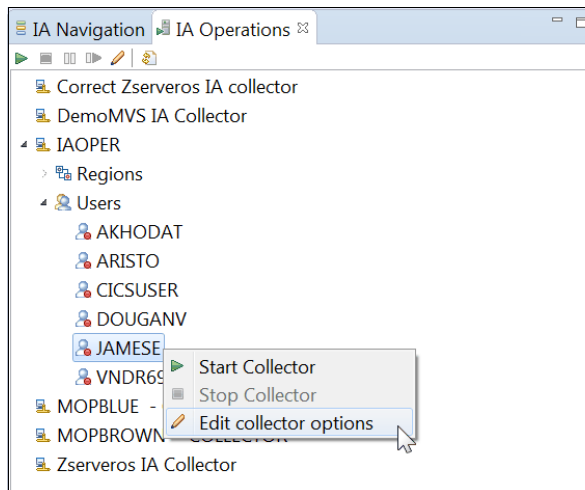 IA Navigation IA Operations
Correct Zserveros IA collector
DemoMVS IA Collector
IAOPER
Regions
Users
AKHODAT
ARISTO
CICSUSER
DOUGANV
JAMESE
Start Collector
VNDR69
Stop Collector
MOPBLUE -
Edit collector options
MOPBROWN - COLLECTOR
Zserveros IA Collector